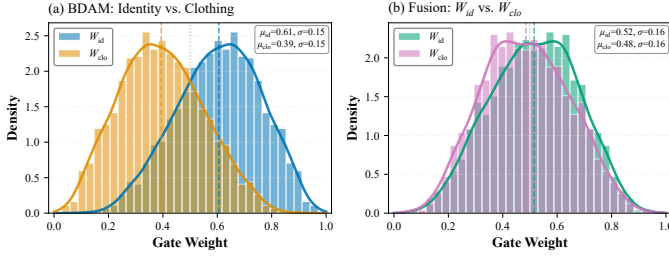 (a) BDAM: Identity vs. Clothing
W_id
W_clo
μ_id=0.61, σ=0.15
μ_clo=0.39, σ=0.15
Density
2.5
2.0
1.5
1.0
0.5
0.0
0.0 0.2 0.4 0.6 0.8 1.0
Gate Weight
(b) Fusion: W_id vs. W_clo
W_id
W_clo
μ_id=0.52, σ=0.16
μ_clo=0.48, σ=0.16
Density
2.0
1.5
1.0
0.5
0.0
0.0 0.2 0.4 0.6 0.8 1.0
Gate Weight